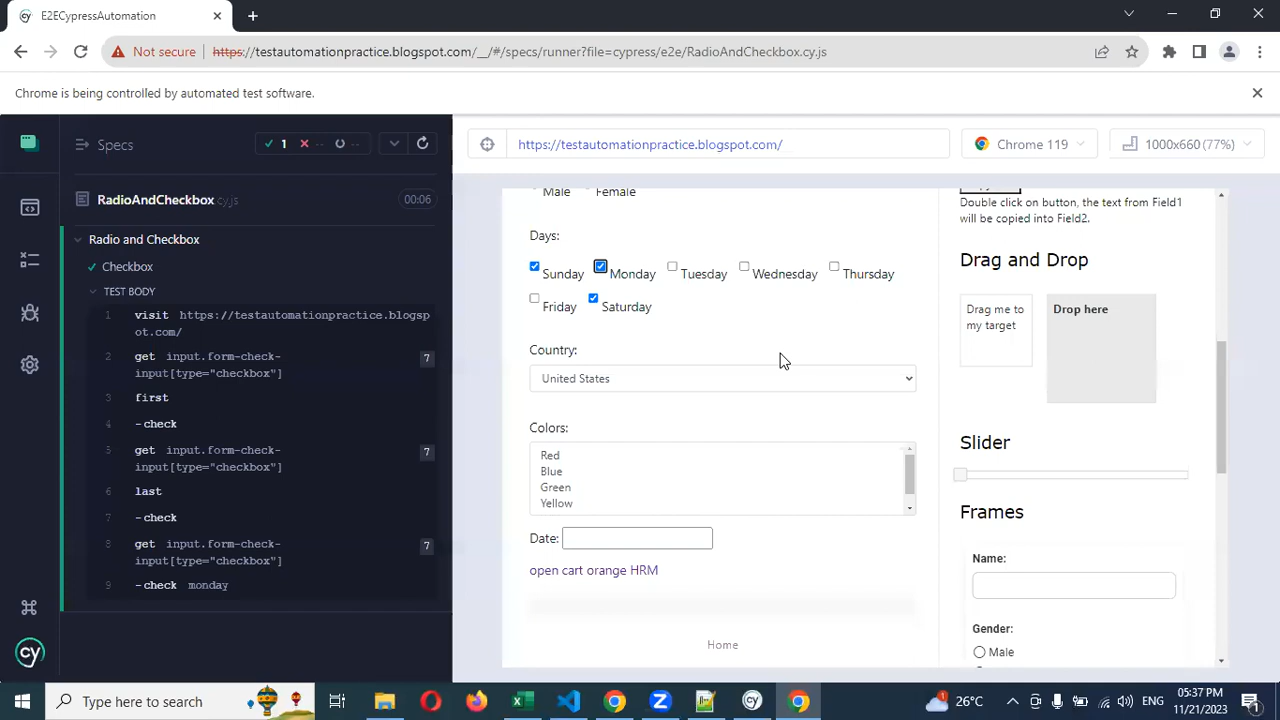 E2ECypressAutomation
Not secure
https://testautomationpractice.blogspot.com/__/#/specs/runner?file=cypress/e2e/RadioAndCheckbox.cy.js
Chrome is being controlled by automated test software.
Specs
1
--
--
RadioAndCheckbox.cy.js
00:06
Radio and Checkbox
Checkbox
TEST BODY
1 visit https://testautomationpractice.blogsp
ot.com/
2 get input.form-check-
input[type="checkbox"]
7
3 first
4 -check
5 get input.form-check-
input[type="checkbox"]
7
6 last
7 -check
8 get input.form-check-
input[type="checkbox"]
7
9 -check monday
cy
https://testautomationpractice.blogspot.com/
Chrome 119
1000x660 (77%)
Male Female
Days:
Sunday Monday Tuesday Wednesday Thursday
Friday Saturday
Country:
United States
Colors:
Red
Blue
Green
Yellow
Date:
open cart orange HRM
Home
Double click on button, the text from Field1
will be copied into Field2.
Drag and Drop
Drag me to
my target
Drop here
Slider
Frames
Name:
Gender:
Male
Type here to search
1
26°C
ENG
05:37 PM
11/21/2023
1